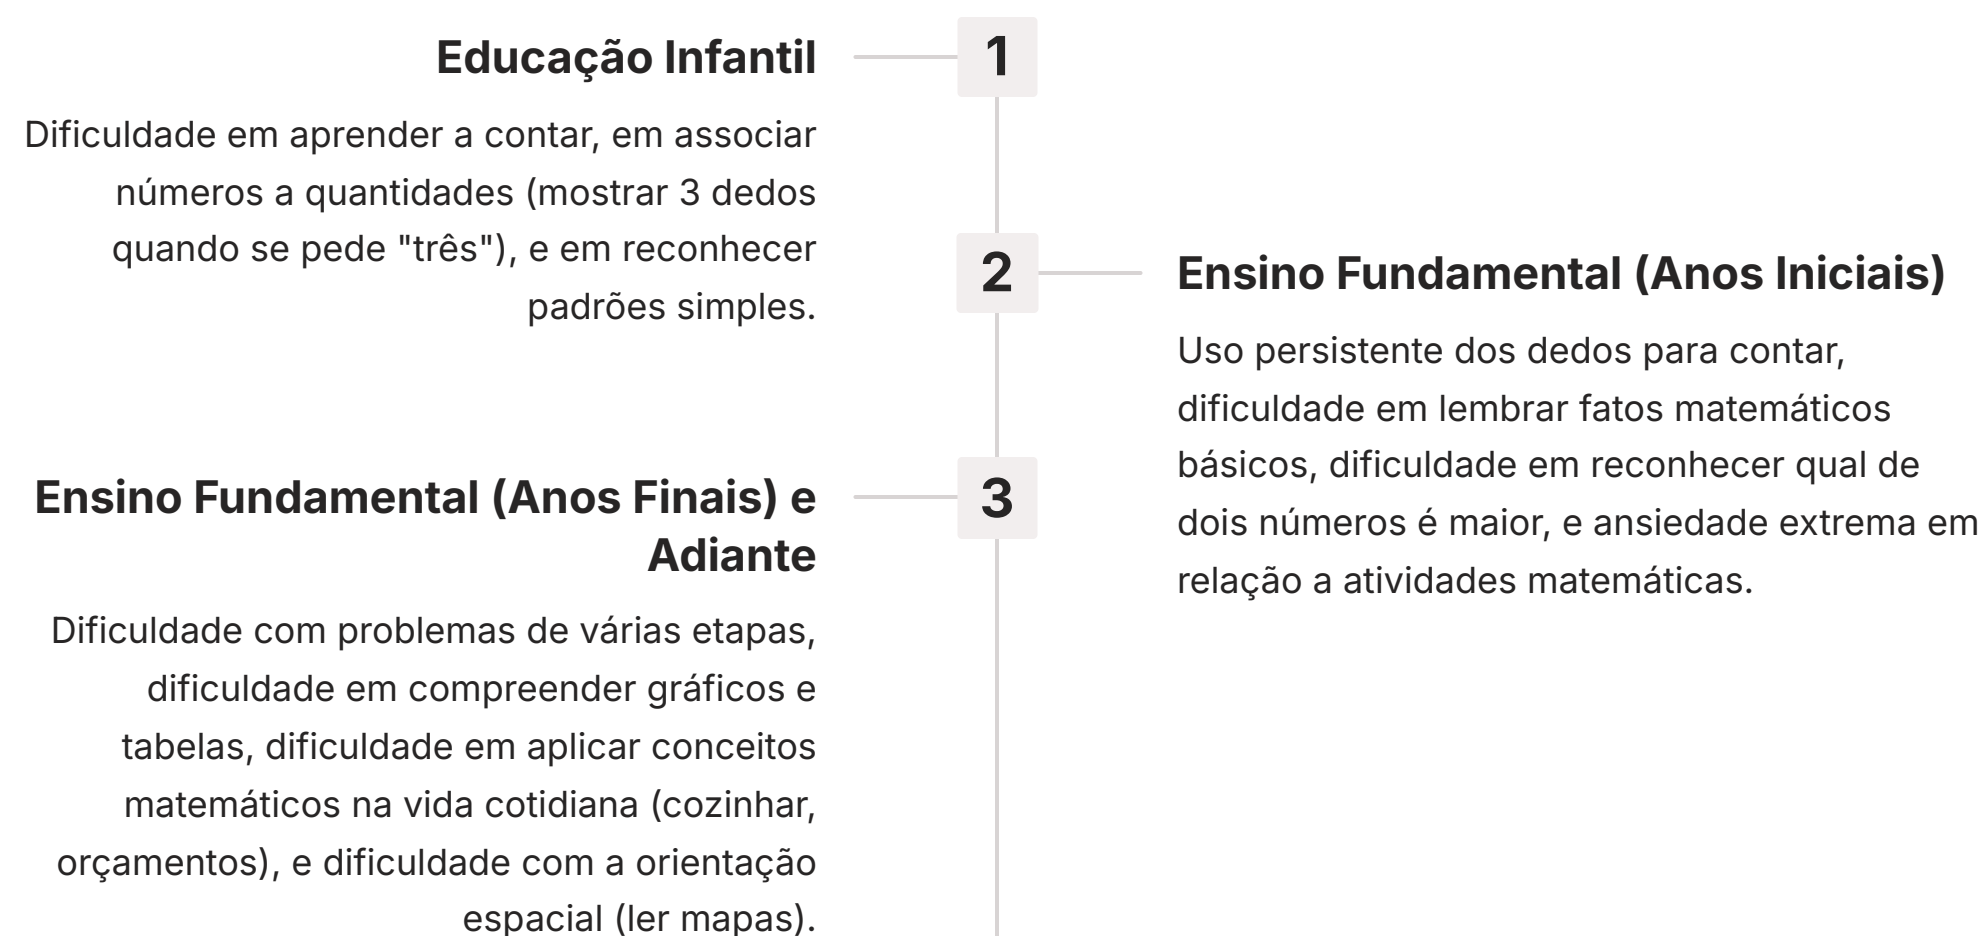 1
Educação Infantil
Dificuldade em aprender a contar, em associar
números a quantidades (mostrar 3 dedos
quando se pede "três"), e em reconhecer
padrões simples.
2
Ensino Fundamental (Anos Iniciais)
Uso persistente dos dedos para contar,
dificuldade em lembrar fatos matemáticos
básicos, dificuldade em reconhecer qual de
dois números é maior, e ansiedade extrema em
relação a atividades matemáticas.
3
Ensino Fundamental (Anos Finais) e
Adiante
Dificuldade com problemas de várias etapas,
dificuldade em compreender gráficos e
tabelas, dificuldade em aplicar conceitos
matemáticos na vida cotidiana (cozinhar,
orçamentos), e dificuldade com a orientação
espacial (ler mapas).